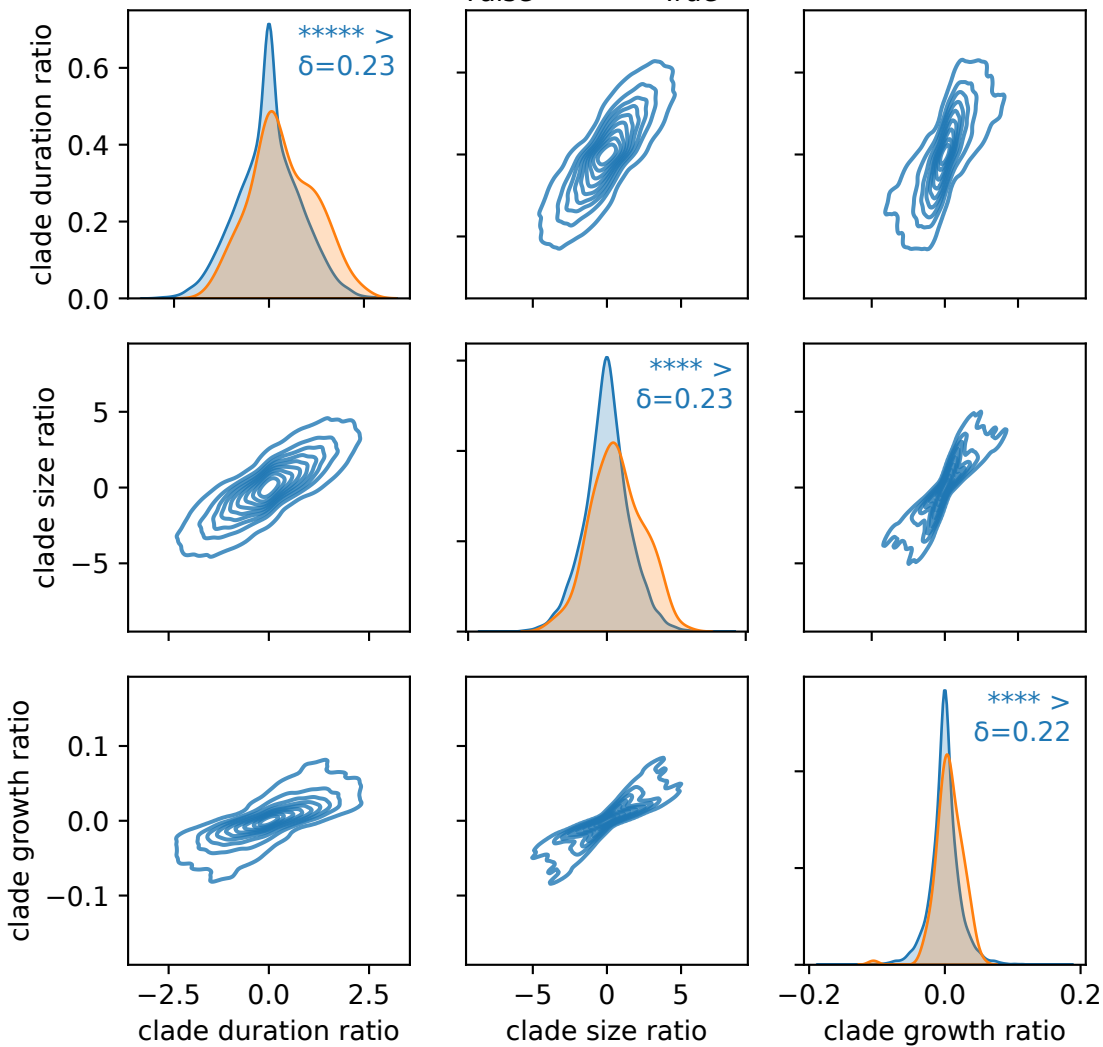 clade duration ratio
0.6
0.4
0.2
0.0
***** >
δ=0.23
clade size ratio
5
0
−5
**** >
δ=0.23
clade growth ratio
0.1
0.0
−0.1
**** >
δ=0.22
−2.5 0.0 2.5
−5 0 5
−0.2 0.0 0.2
clade duration ratio
clade size ratio
clade growth ratio